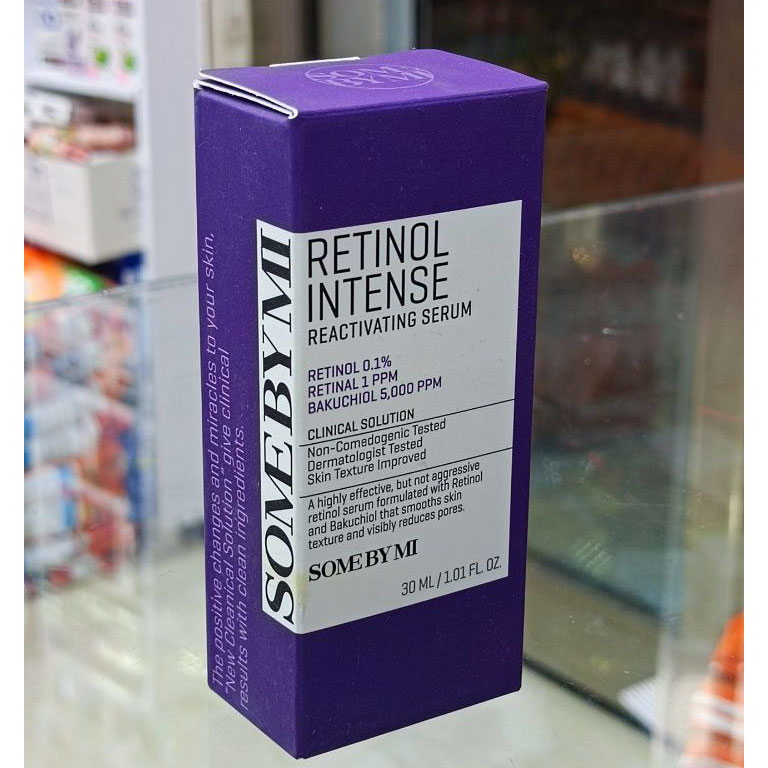 SOME
BY MI
SOMEBYMI
RETINOL
INTENSE
REACTIVATING SERUM
RETINOL 0.1%
RETINAL 1 PPM
BAKUCHIOL 5,000 PPM
CLINICAL SOLUTION
Non-Comedogenic Tested
Dermatologist Tested
Skin Texture Improved
A highly effective, but not aggressive
retinol serum formulated with Retinol
and Bakuchiol that smooths skin
texture and visibly reduces pores.
SOMEBYMI
30 ML / 1.01 FL. OZ.
The positive changes and miracles to your skin.
"New Cleanical Solution" give clinical
results with clean ingredients.